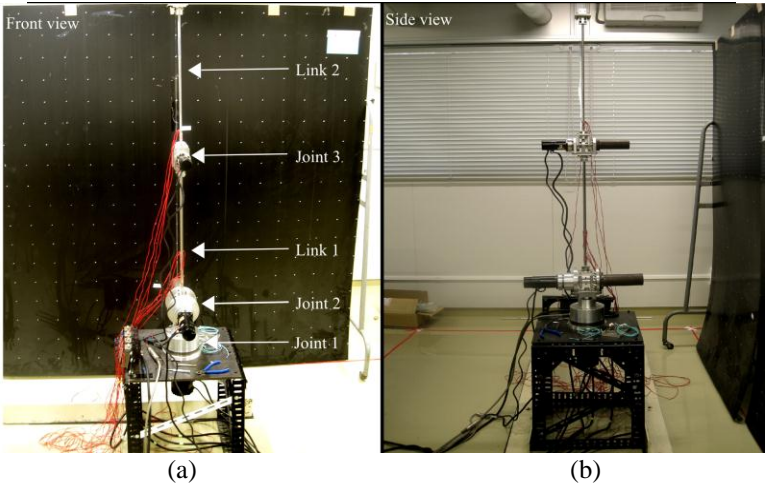 Front view
Link 2
Joint 3
Link 1
Joint 2
Joint 1
(a)
Side view
(b)